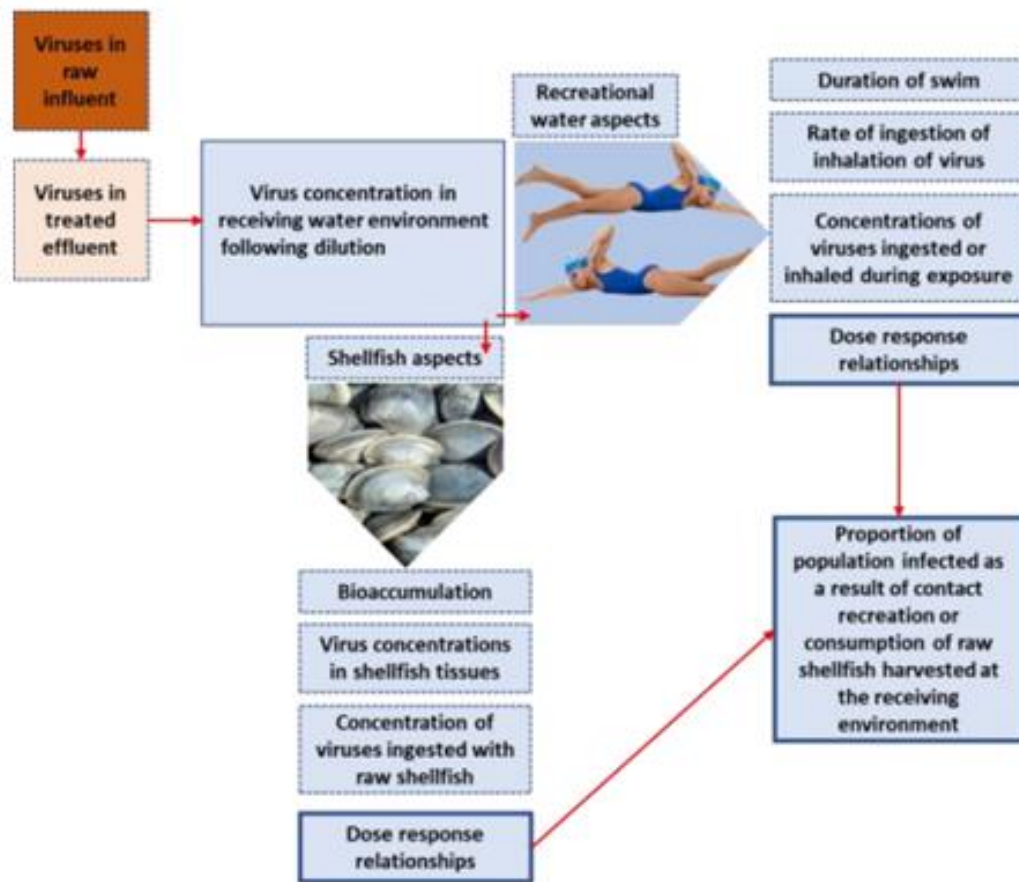 Viruses in
raw
influent
Viruses in
treated
effluent
Virus concentration in
receiving water environment
following dilution
Recreational
water aspects
Duration of swim
Rate of ingestion of
inhalation of virus
Concentrations of
viruses ingested or
inhaled during exposure
Dose response
relationships
Shellfish aspects
Bioaccumulation
Virus concentrations
in shellfish tissues
Concentration of
viruses ingested with
raw shellfish
Dose response
relationships
Proportion of
population infected as
a result of contact
recreation or
consumption of raw
shellfish harvested at
the receiving
environment